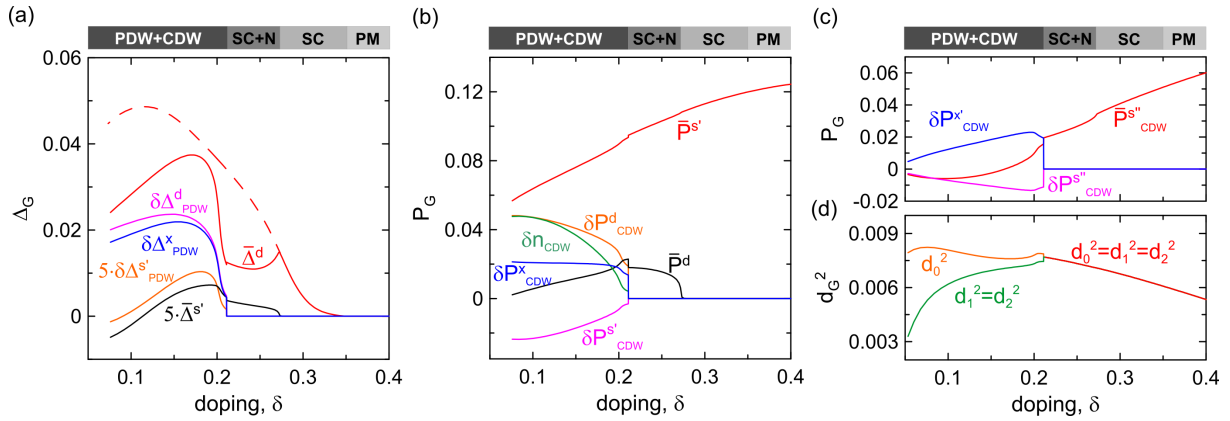 (a)
PDW+CDW SC+N SC PM
0.06
0.04
0.02
0
Δ_G
δΔ^d_PDW
δΔ^x_PDW
5·δΔ^s'_PDW
5·Δ̄^s'
Δ̄^d
0.1 0.2 0.3 0.4
doping, δ
(b)
PDW+CDW SC+N SC PM
0.12
0.08
0.04
0
P_G
P̄^s'
δP^d_CDW
δn_CDW
P̄^d
δP^x_CDW
δP^s'_CDW
0.1 0.2 0.3 0.4
doping, δ
(c)
PDW+CDW SC+N SC PM
0.06
0.04
0.02
0
-0.02
P_G
δP^x'_CDW
P̄^s''_CDW
δP^s''_CDW
(d)
0.009
0.006
0.003
d_G^2
d_0^2
d_0^2=d_1^2=d_2^2
d_1^2=d_2^2
0.1 0.2 0.3 0.4
doping, δ